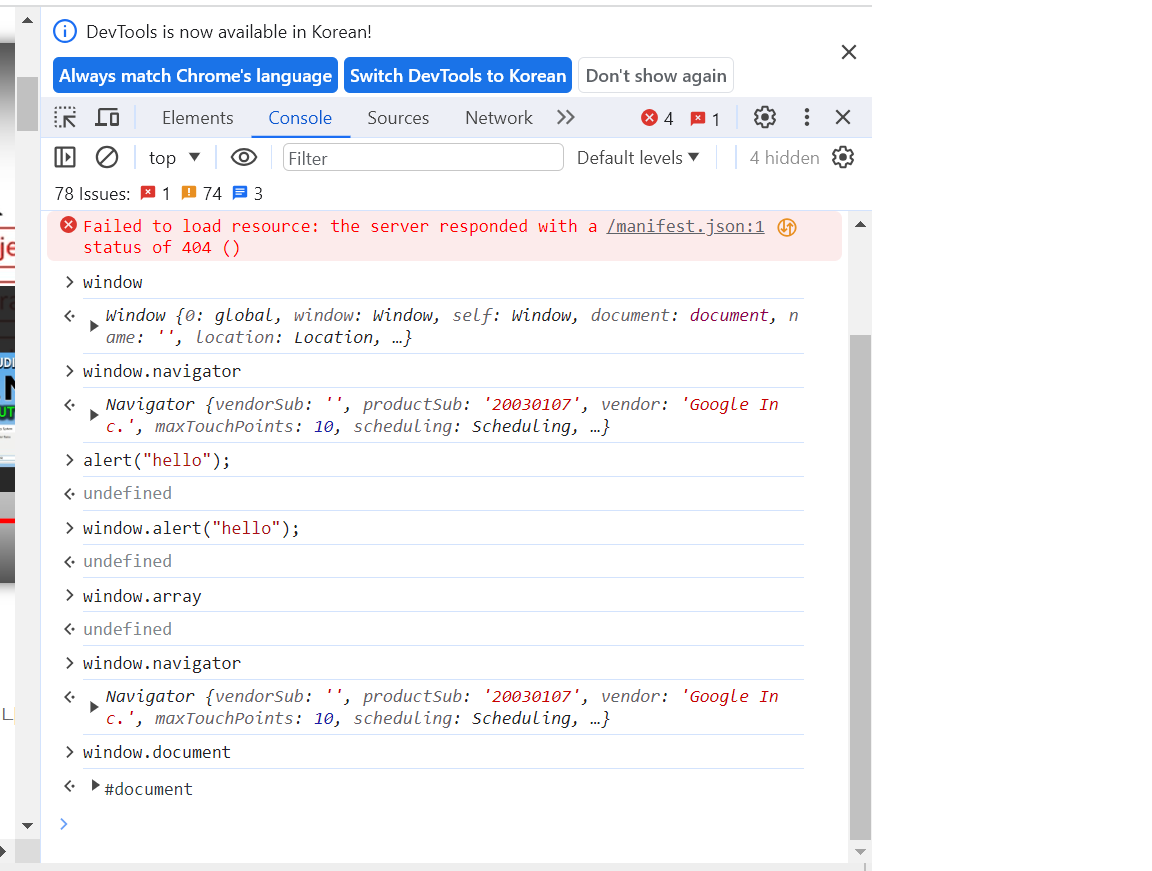 DevTools is now available in Korean!
Always match Chrome's language Switch DevTools to Korean Don't show again
Elements Console Sources Network 4 1
top Filter Default levels 4 hidden
78 Issues: 1 74 3
Failed to load resource: the server responded with a /manifest.json:1
status of 404 ()
window
Window {0: global, window: Window, self: Window, document: document, n
ame: '', location: Location, …}
window.navigator
Navigator {vendorSub: '', productSub: '20030107', vendor: 'Google In
c.', maxTouchPoints: 10, scheduling: Scheduling, …}
alert("hello");
undefined
window.alert("hello");
undefined
window.array
undefined
window.navigator
Navigator {vendorSub: '', productSub: '20030107', vendor: 'Google In
c.', maxTouchPoints: 10, scheduling: Scheduling, …}
window.document
#document